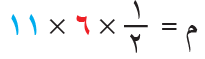 م = ١/٢ × ٦ × ١١